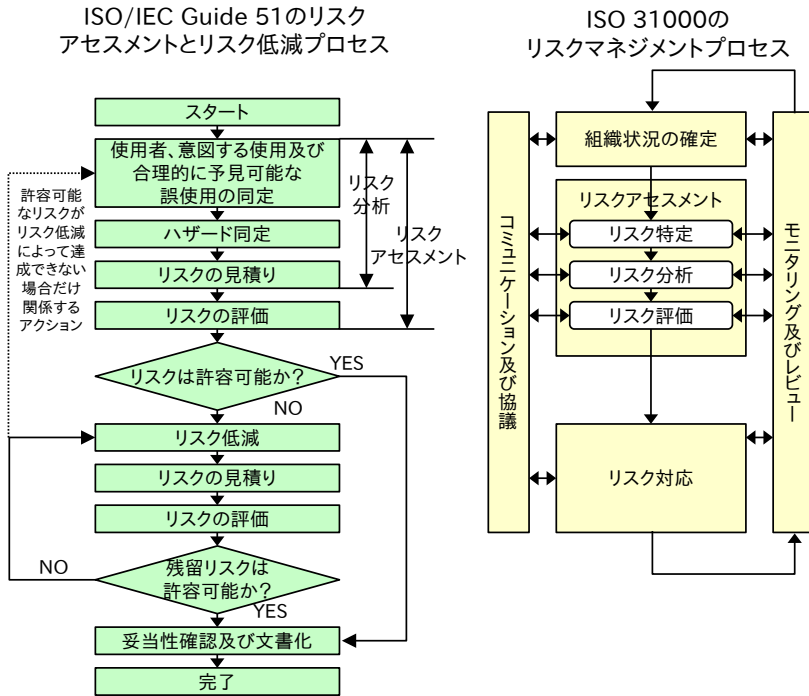 ISO/IEC Guide 51のリスク
アセスメントとリスク低減プロセス
スタート
使用者、意図する使用及び
合理的に予見可能な
誤使用の同定
ハザード同定
リスクの見積り
リスクの評価
リスク
分析
リスク
アセスメント
許容可能
なリスクが
リスク低減
によって達
成できない
場合だけ
関係する
アクション
リスクは許容可能か?
YES
NO
リスク低減
リスクの見積り
リスクの評価
残留リスクは
許容可能か?
NO
YES
妥当性確認及び文書化
完了
ISO 31000の
リスクマネジメントプロセス
コミュニケーション及び協議
組織状況の確定
リスクアセスメント
リスク特定
リスク分析
リスク評価
リスク対応
モニタリング及びレビュー